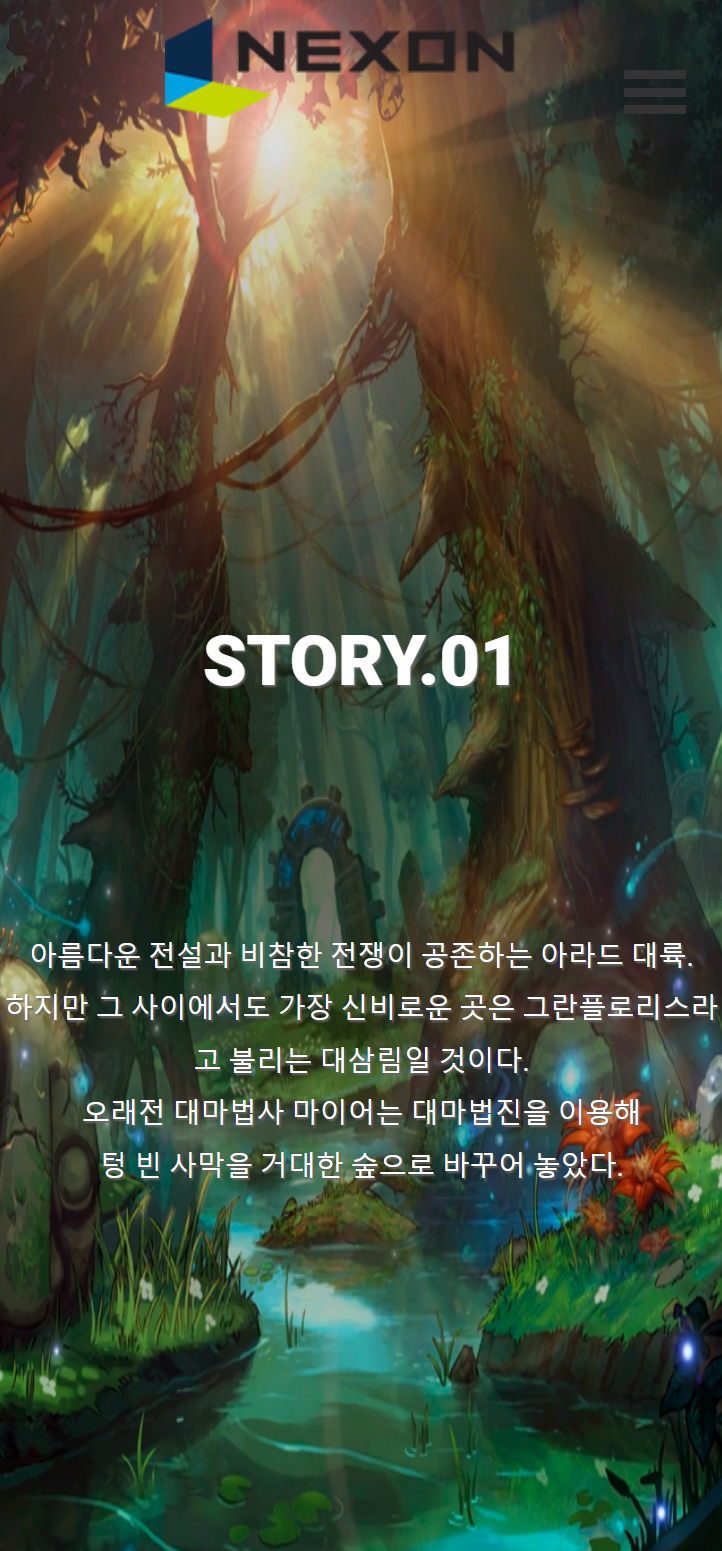 NEXON
STORY.01
아름다운 전설과 비참한 전쟁이 공존하는 아라드 대륙.
하지만 그 사이에서도 가장 신비로운 곳은 그란플로리스라
고 불리는 대삼림일 것이다.
오래전 대마법사 마이어는 대마법진을 이용해
텅 빈 사막을 거대한 숲으로 바꾸어 놓았다.